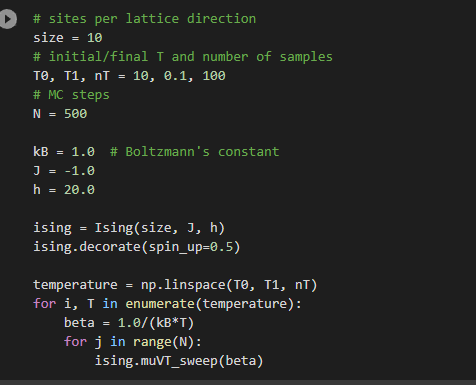 # sites per lattice direction
size = 10
# initial/final T and number of samples
T0, T1, nT = 10, 0.1, 100
# MC steps
N = 500

kB = 1.0  # Boltzmann's constant
J = -1.0
h = 20.0

ising = Ising(size, J, h)
ising.decorate(spin_up=0.5)

temperature = np.linspace(T0, T1, nT)
for i, T in enumerate(temperature):
    beta = 1.0/(kB*T)
    for j in range(N):
        ising.muVT_sweep(beta)